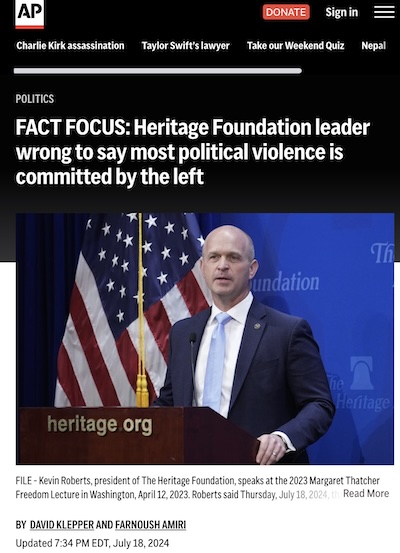 AP
DONATE
Sign in
Charlie Kirk assassination Taylor Swift's lawyer Take our Weekend Quiz Nepal
POLITICS
FACT FOCUS: Heritage Foundation leader
wrong to say most political violence is
committed by the left
Th
undation
The
Heritage
heritage.org
FILE - Kevin Roberts, president of The Heritage Foundation, speaks at the 2023 Margaret Thatcher
Freedom Lecture in Washington, April 12, 2023. Roberts said Thursday, July 18, 2024, th Read More
BY DAVID KLEPPER AND FARNOUSH AMIRI
Updated 7:34 PM EDT, July 18, 2024